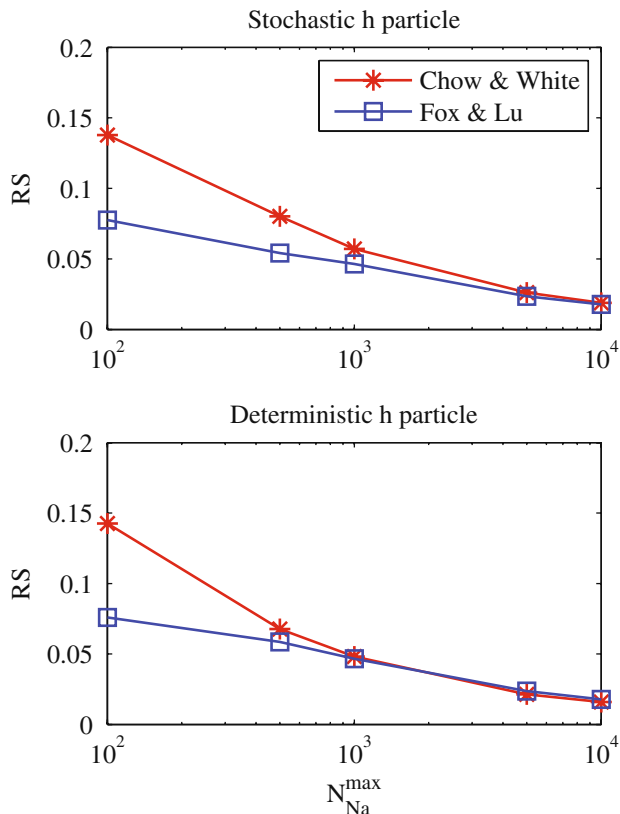 Stochastic h particle
0.2
0.15
0.1
0.05
0
RS
Chow & White
Fox & Lu
10^2
10^3
10^4
Deterministic h particle
0.2
0.15
0.1
0.05
0
RS
10^2
10^3
10^4
N_Na^max